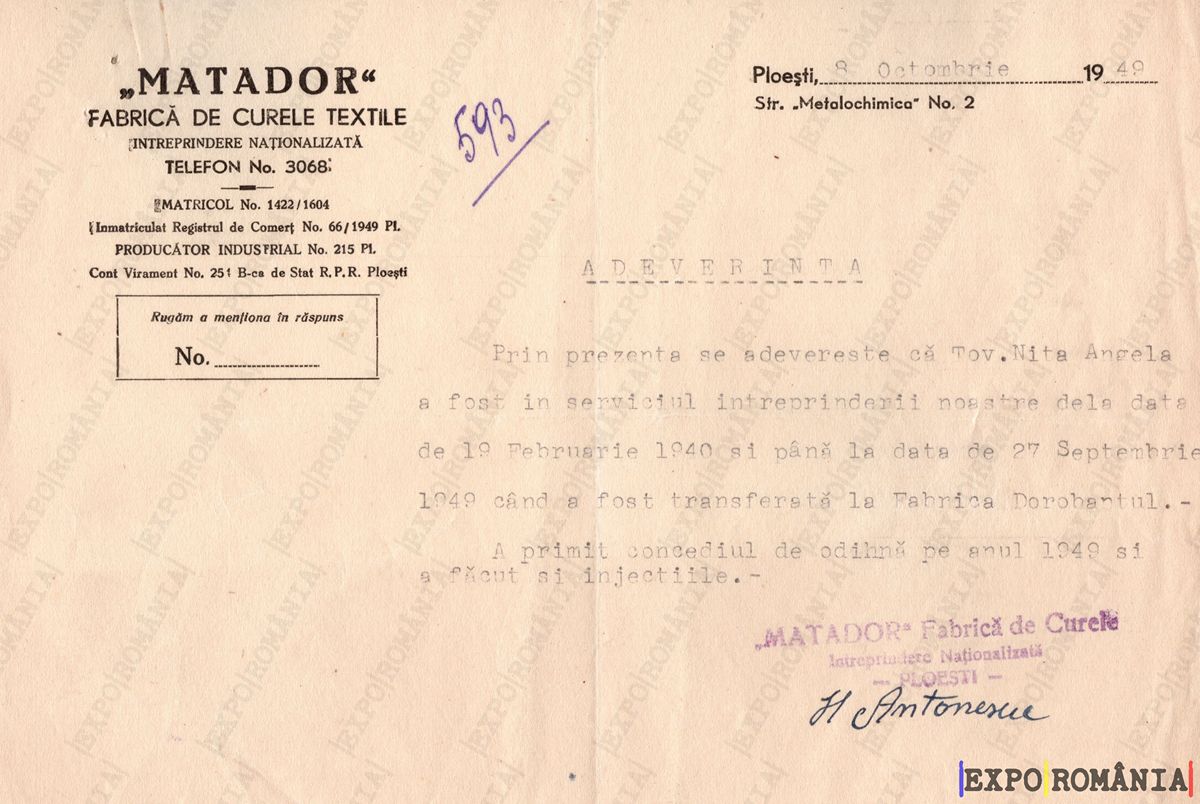 „MATADOR“
FABRICĂ DE CURELE TEXTILE
INTREPRINDERE NAȚIONALIZATĂ
TELEFON No. 3068
MATRICOL No. 1422/1604
Inmatriculat Registrul de Comerț No. 66/1949 Pl.
PRODUCĂTOR INDUSTRIAL No. 215 Pl.
Cont Virament No. 251 B-ca de Stat R.P.R. Ploești
Rugăm a menționa în răspuns
No.
593
Ploești, 8 Octombrie 1949
Str. „Metalochimica" No. 2
ADEVERINTA
Prin prezenta se adevereste că Tov.Nita Angela
a fost in serviciul intreprinderii noastre dela data
de 19 Februarie 1940 si până la data de 27 Septembrie
1949 când a fost transferată la Fabrica Dorobantul.-
A primit concediul de odihnă pe anul 1949 si
a făcut si injectiile.-
„MATADOR“ Fabrică de Curele
Intreprindere Naționalizată
— PLOEȘTI —
H Antonescu
|EXPO|ROMÂNIA|